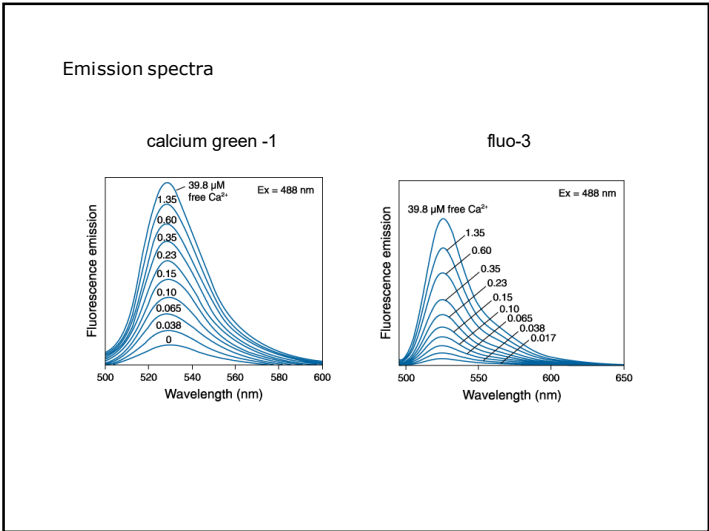 Emission spectra
calcium green -1
fluo-3
Fluorescence emission
39.8 µM
free Ca²⁺
Ex = 488 nm
1.35
0.60
0.35
0.23
0.15
0.10
0.065
0.038
0
500 520 540 560 580 600
Wavelength (nm)
Fluorescence emission
Ex = 488 nm
39.8 µM free Ca²⁺
1.35
0.60
0.35
0.23
0.15
0.10
0.065
0.038
0.017
500 550 600 650
Wavelength (nm)